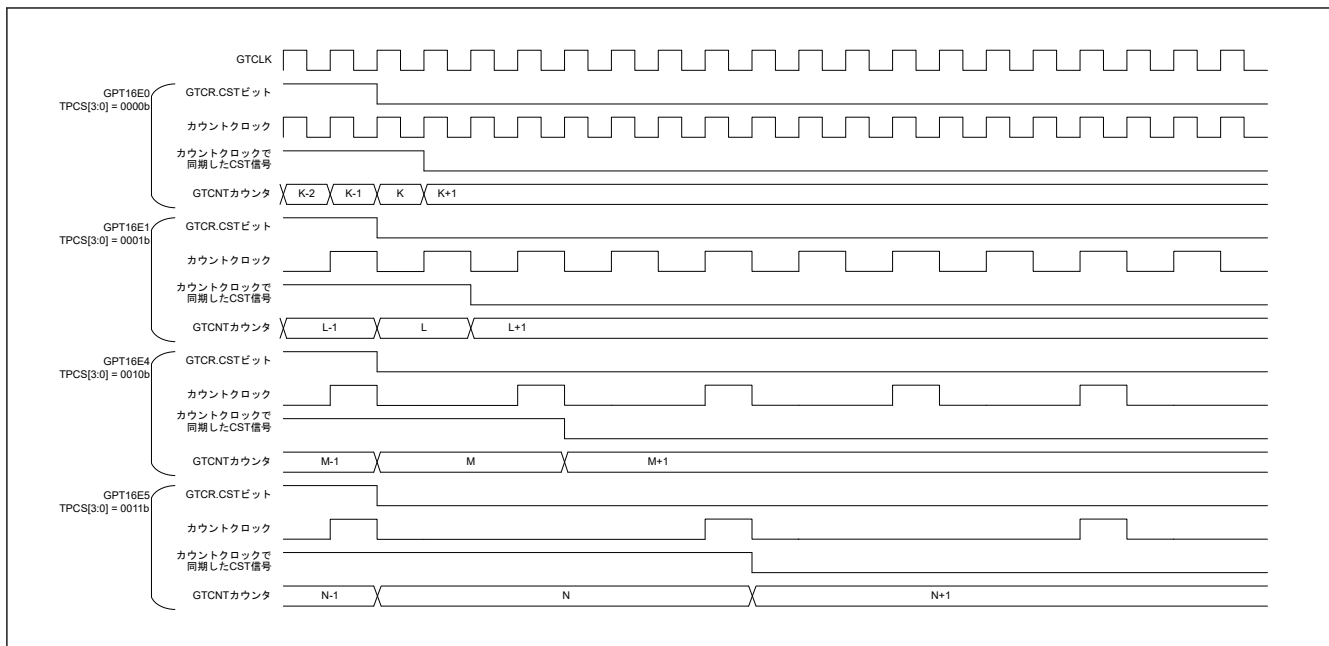 GTCLK
GPT16E0
TPCS[3:0] = 0000b
GTCR.CSTビット
カウントクロック
カウントクロックで
同期したCST信号
GTCNTカウンタ
K-2
K-1
K
K+1
GPT16E1
TPCS[3:0] = 0001b
GTCR.CSTビット
カウントクロック
カウントクロックで
同期したCST信号
GTCNTカウンタ
L-1
L
L+1
GPT16E4
TPCS[3:0] = 0010b
GTCR.CSTビット
カウントクロック
カウントクロックで
同期したCST信号
GTCNTカウンタ
M-1
M
M+1
GPT16E5
TPCS[3:0] = 0011b
GTCR.CSTビット
カウントクロック
カウントクロックで
同期したCST信号
GTCNTカウンタ
N-1
N
N+1